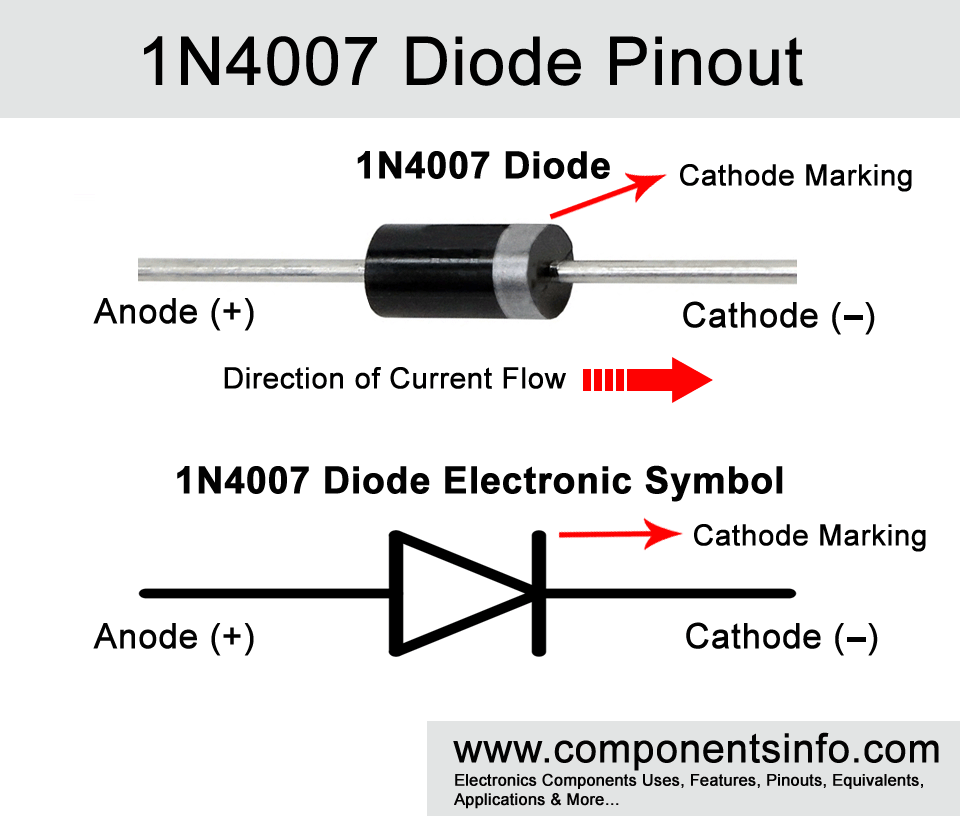 1N4007 Diode Pinout
1N4007 Diode
Cathode Marking
Anode (+)
Cathode (–)
Direction of Current Flow
1N4007 Diode Electronic Symbol
Cathode Marking
Anode (+)
Cathode (–)
www.componentsinfo.com
Electronics Components Uses, Features, Pinouts, Equivalents,
Applications & More...